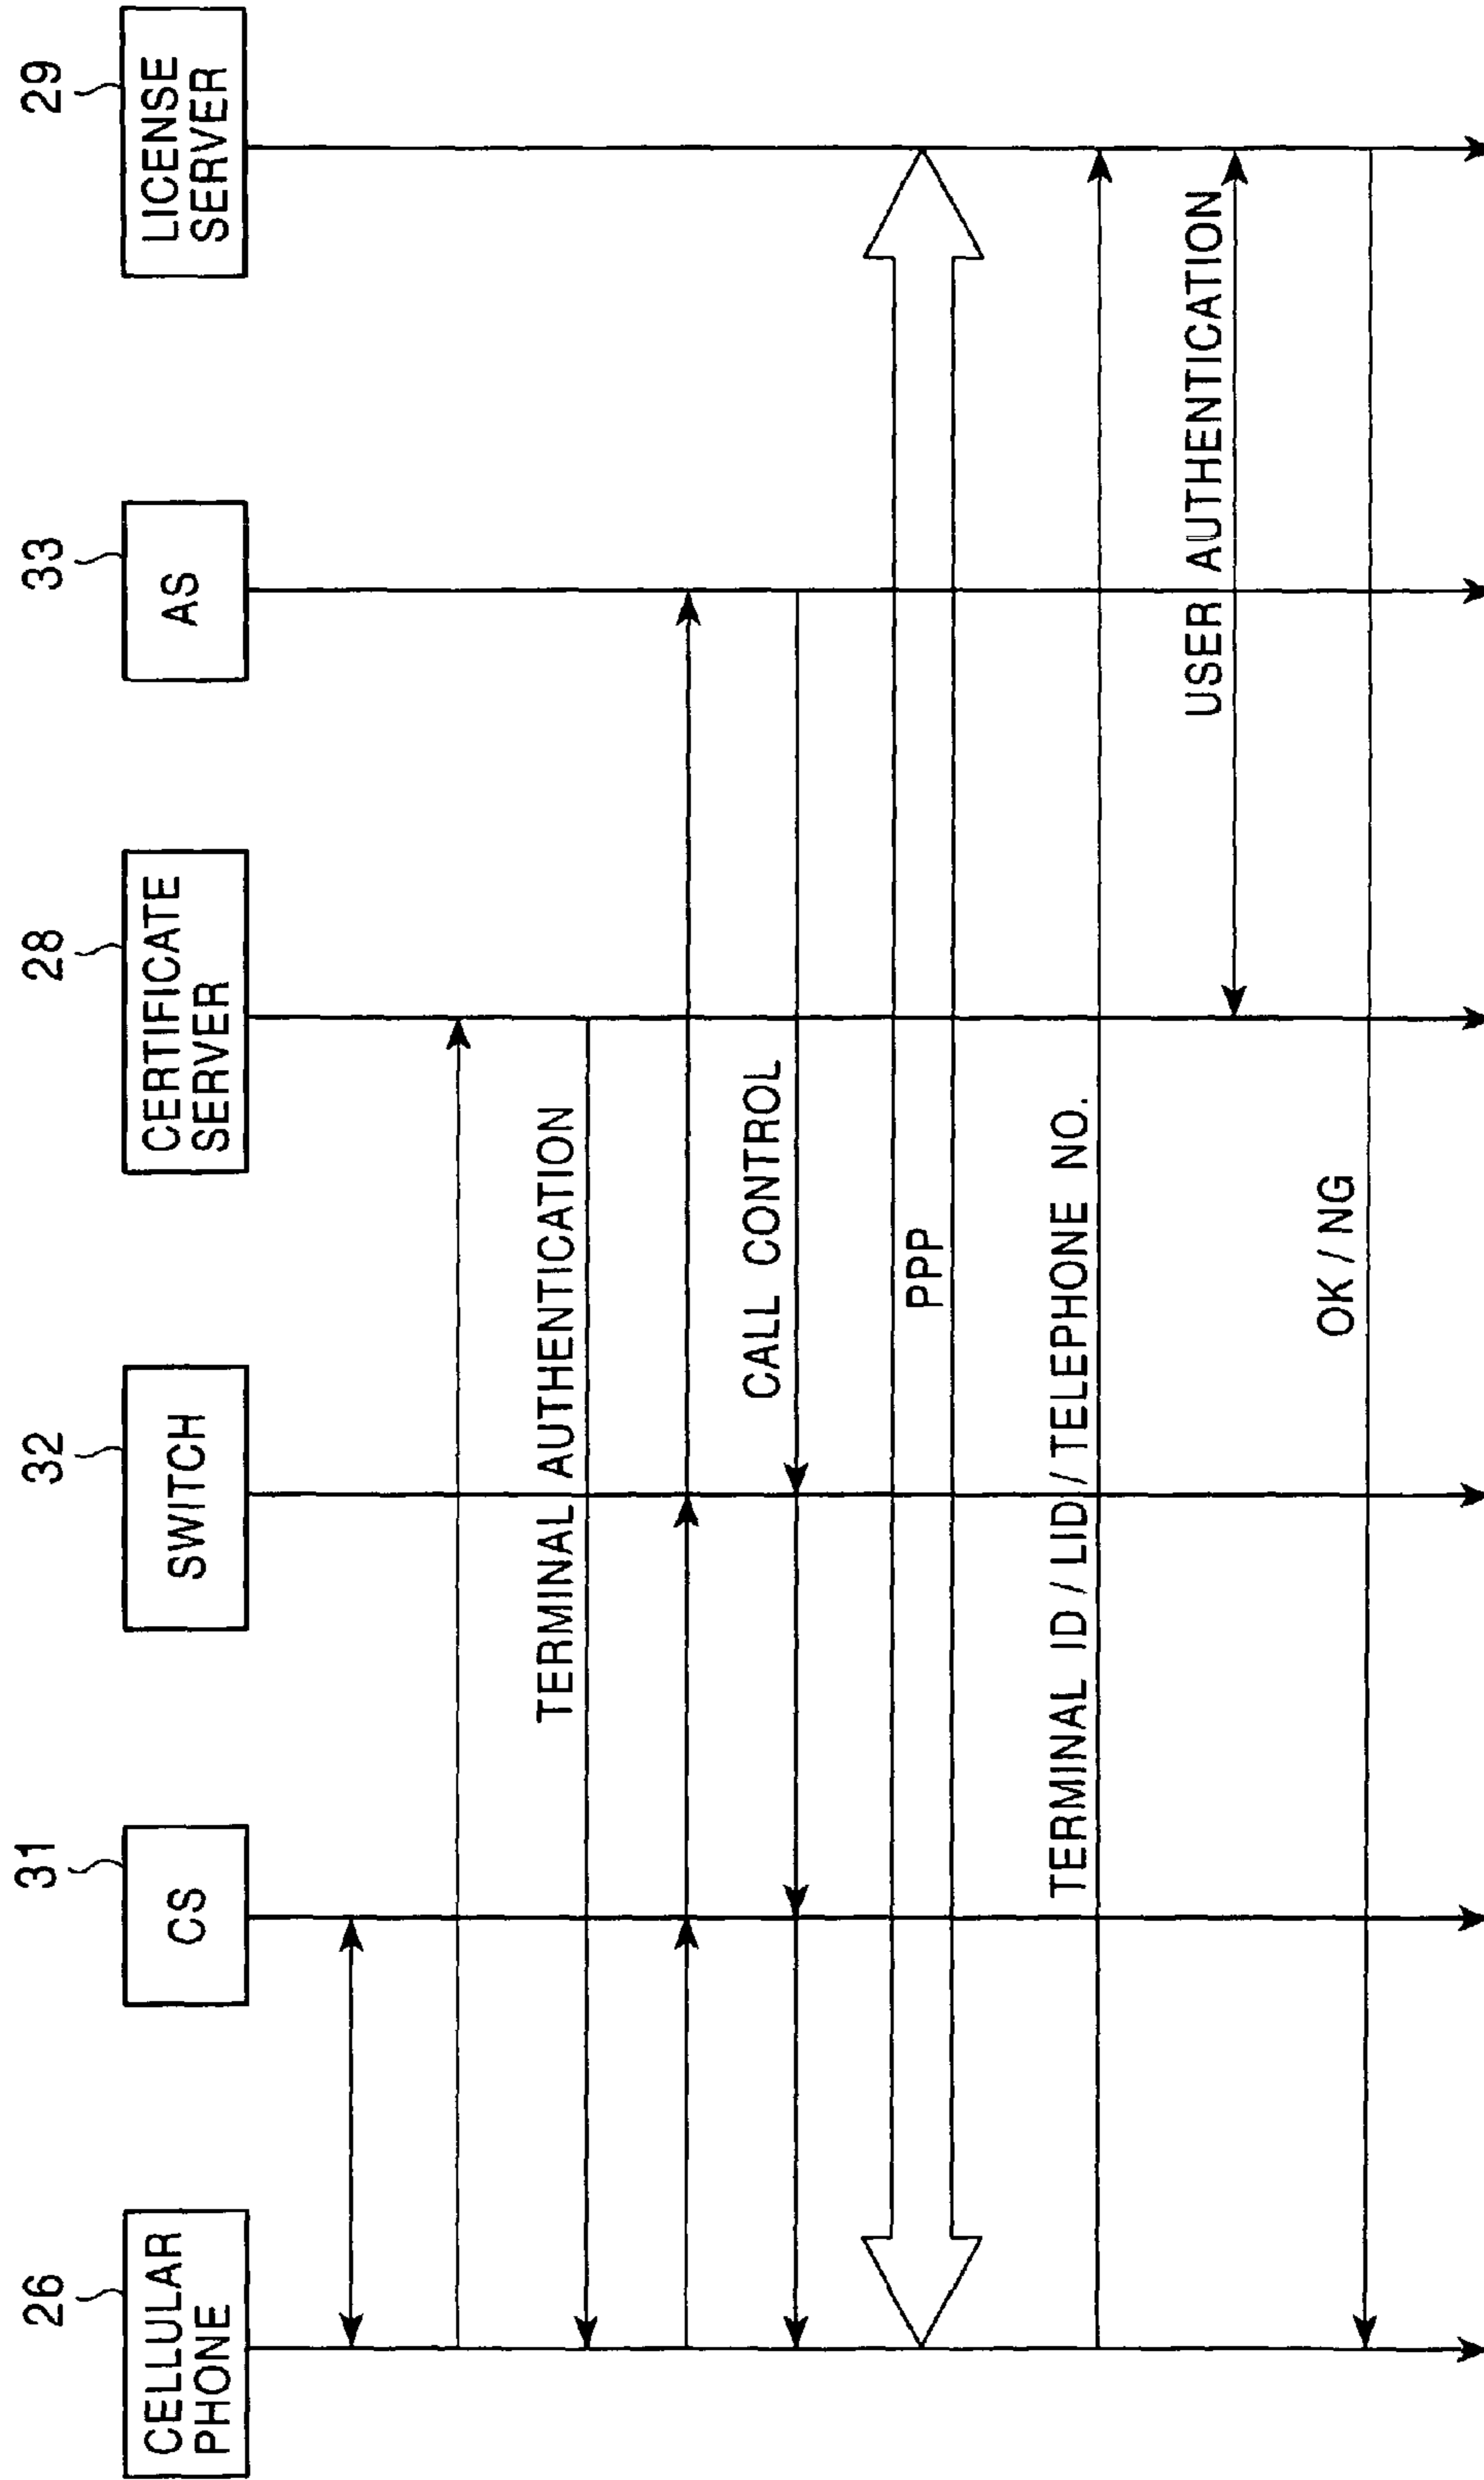 26
CELLULAR
PHONE
31
CS
32
SWITCH
28
CERTIFICATE
SERVER
33
AS
29
LICENSE
SERVER
TERMINAL AUTHENTICATION
CALL CONTROL
PPP
TERMINAL ID / LID / TELEPHONE NO.
USER AUTHENTICATION
OK / NG